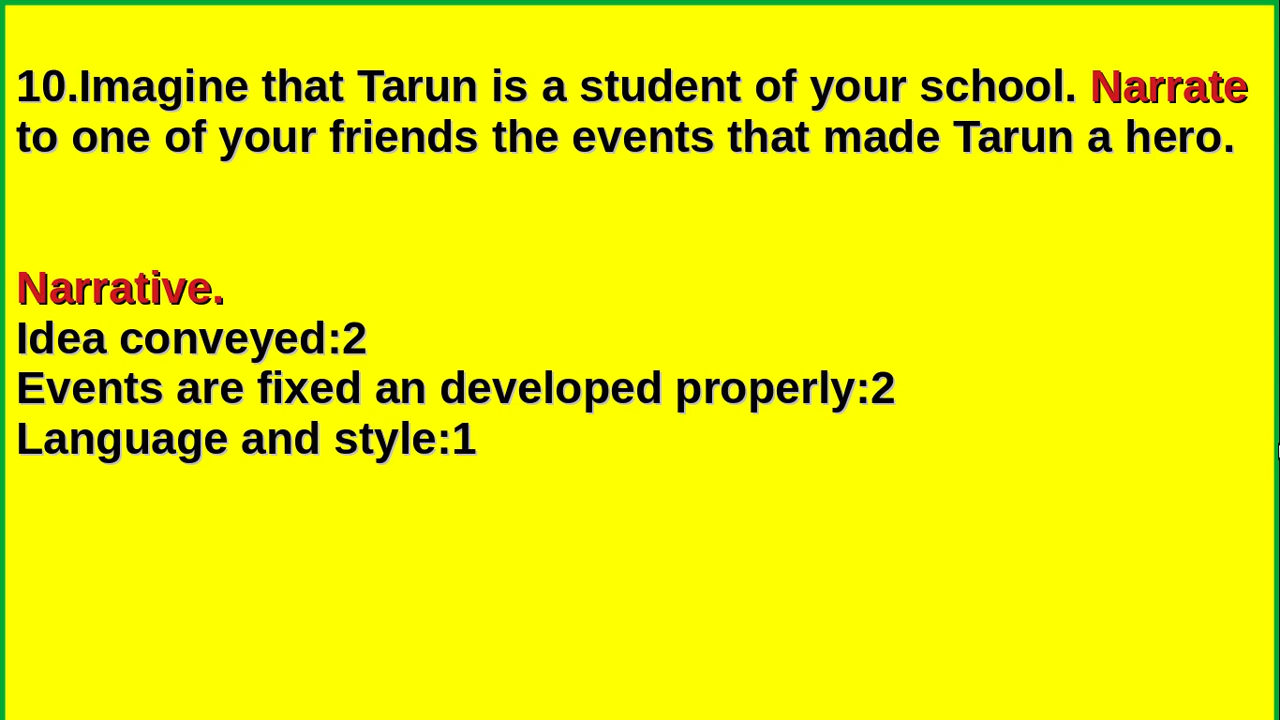 10.Imagine that Tarun is a student of your school. Narrate
to one of your friends the events that made Tarun a hero.
Narrative.
Idea conveyed:2
Events are fixed an developed properly:2
Language and style:1